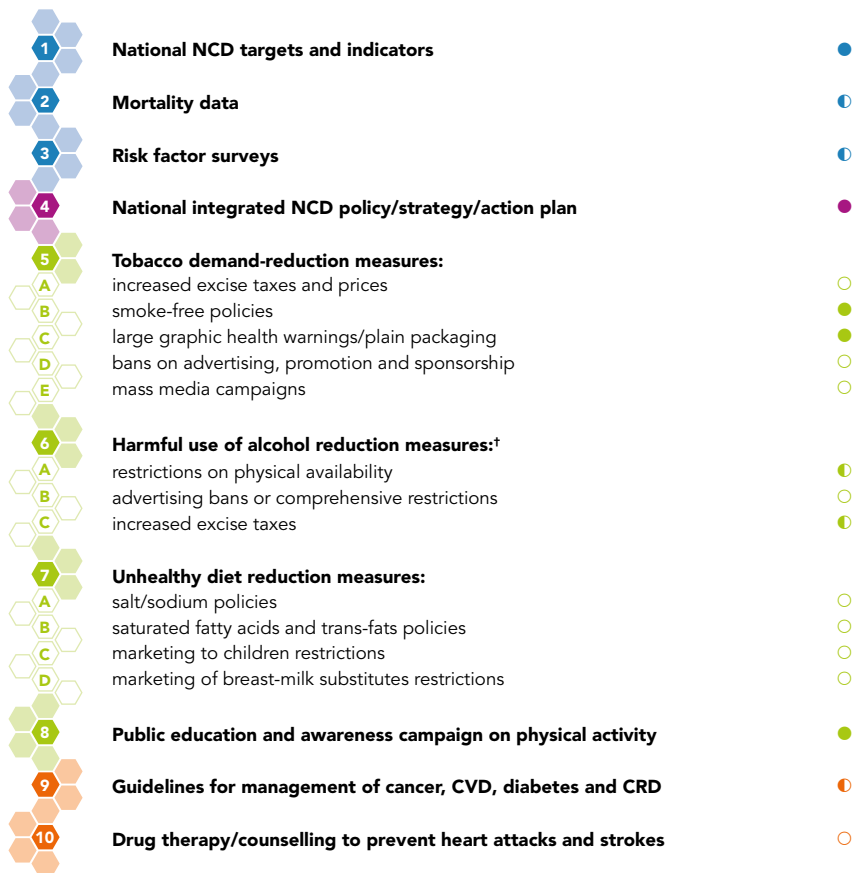 1 National NCD targets and indicators
2 Mortality data
3 Risk factor surveys
4 National integrated NCD policy/strategy/action plan
5 Tobacco demand-reduction measures:
A increased excise taxes and prices
B smoke-free policies
C large graphic health warnings/plain packaging
D bans on advertising, promotion and sponsorship
E mass media campaigns
6 Harmful use of alcohol reduction measures:†
A restrictions on physical availability
B advertising bans or comprehensive restrictions
C increased excise taxes
7 Unhealthy diet reduction measures:
A salt/sodium policies
B saturated fatty acids and trans-fats policies
C marketing to children restrictions
D marketing of breast-milk substitutes restrictions
8 Public education and awareness campaign on physical activity
9 Guidelines for management of cancer, CVD, diabetes and CRD
10 Drug therapy/counselling to prevent heart attacks and strokes